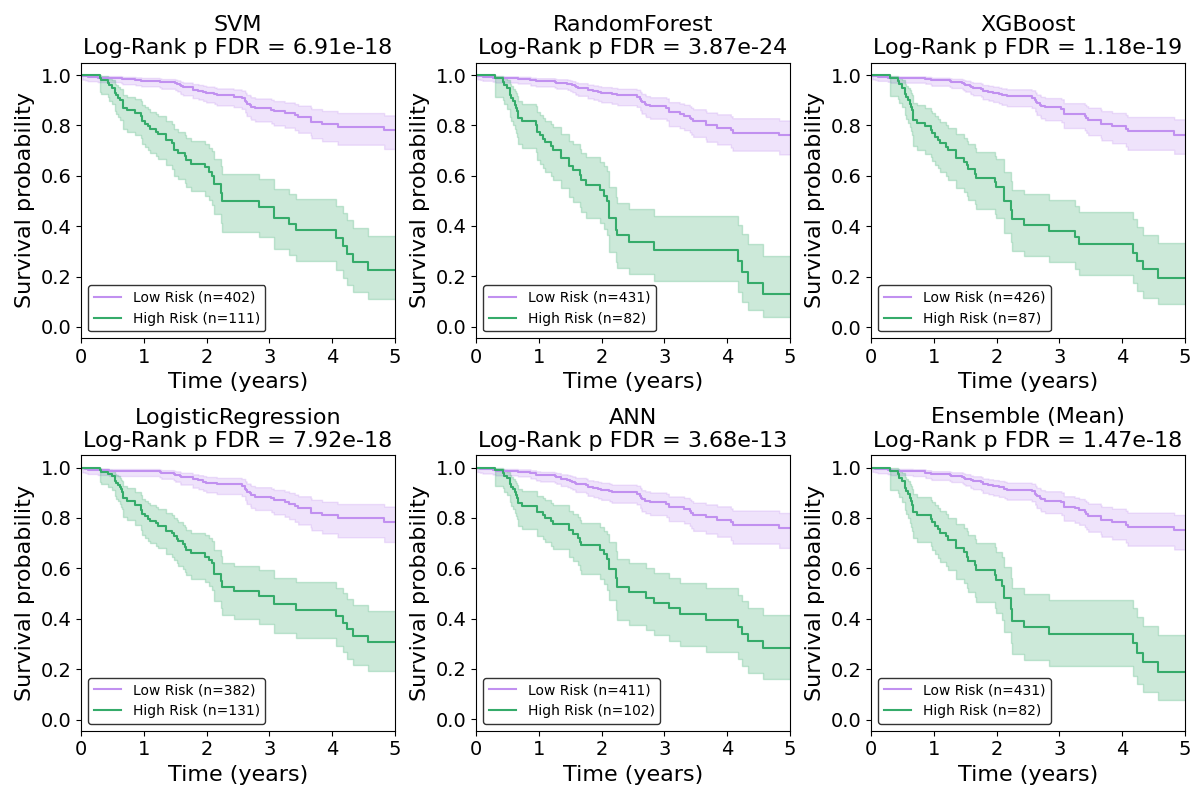 SVM
Log-Rank p FDR = 6.91e-18
1.0
0.8
0.6
0.4
0.2
0.0
Survival probability
Low Risk (n=402)
High Risk (n=111)
0 1 2 3 4 5
Time (years)
RandomForest
Log-Rank p FDR = 3.87e-24
Survival probability
Low Risk (n=431)
High Risk (n=82)
1.0
0.8
0.6
0.4
0.2
0.0
0 1 2 3 4 5
Time (years)
XGBoost
Log-Rank p FDR = 1.18e-19
1.0
0.8
0.6
0.4
0.2
0.0
Survival probability
Low Risk (n=426)
High Risk (n=87)
0 1 2 3 4 5
Time (years)
LogisticRegression
Log-Rank p FDR = 7.92e-18
1.0
0.8
0.6
0.4
0.2
0.0
Survival probability
Low Risk (n=382)
High Risk (n=131)
0 1 2 3 4 5
Time (years)
ANN
Log-Rank p FDR = 3.68e-13
1.0
0.8
0.6
0.4
0.2
0.0
Survival probability
Low Risk (n=411)
High Risk (n=102)
0 1 2 3 4 5
Time (years)
Ensemble (Mean)
Log-Rank p FDR = 1.47e-18
1.0
0.8
0.6
0.4
0.2
0.0
Survival probability
Low Risk (n=431)
High Risk (n=82)
0 1 2 3 4 5
Time (years)